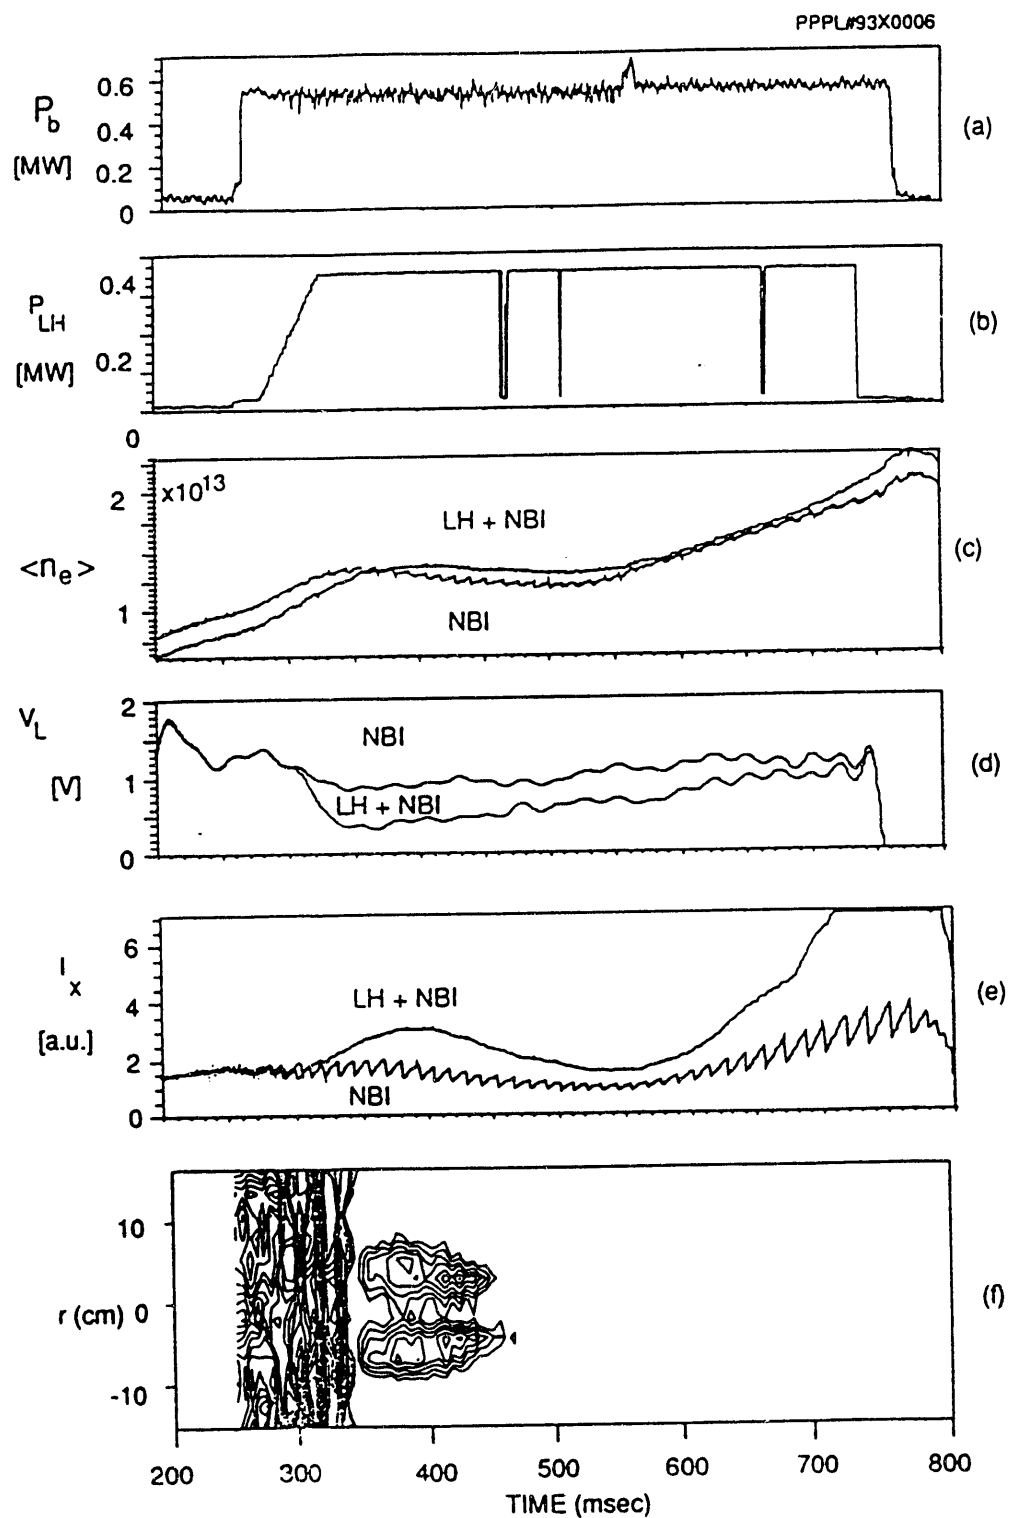 PPPL#93X0006
P_b
[MW]
0.6
0.4
0.2
0
(a)
P_LH
[MW]
0.4
0.2
0
(b)
<n_e>
x10^13
2
1
LH + NBI
NBI
(c)
V_L
[V]
2
1
0
NBI
LH + NBI
(d)
I_x
[a.u.]
6
4
2
0
LH + NBI
NBI
(e)
r (cm)
10
0
-10
(f)
200 300 400 500 600 700 800
TIME (msec)